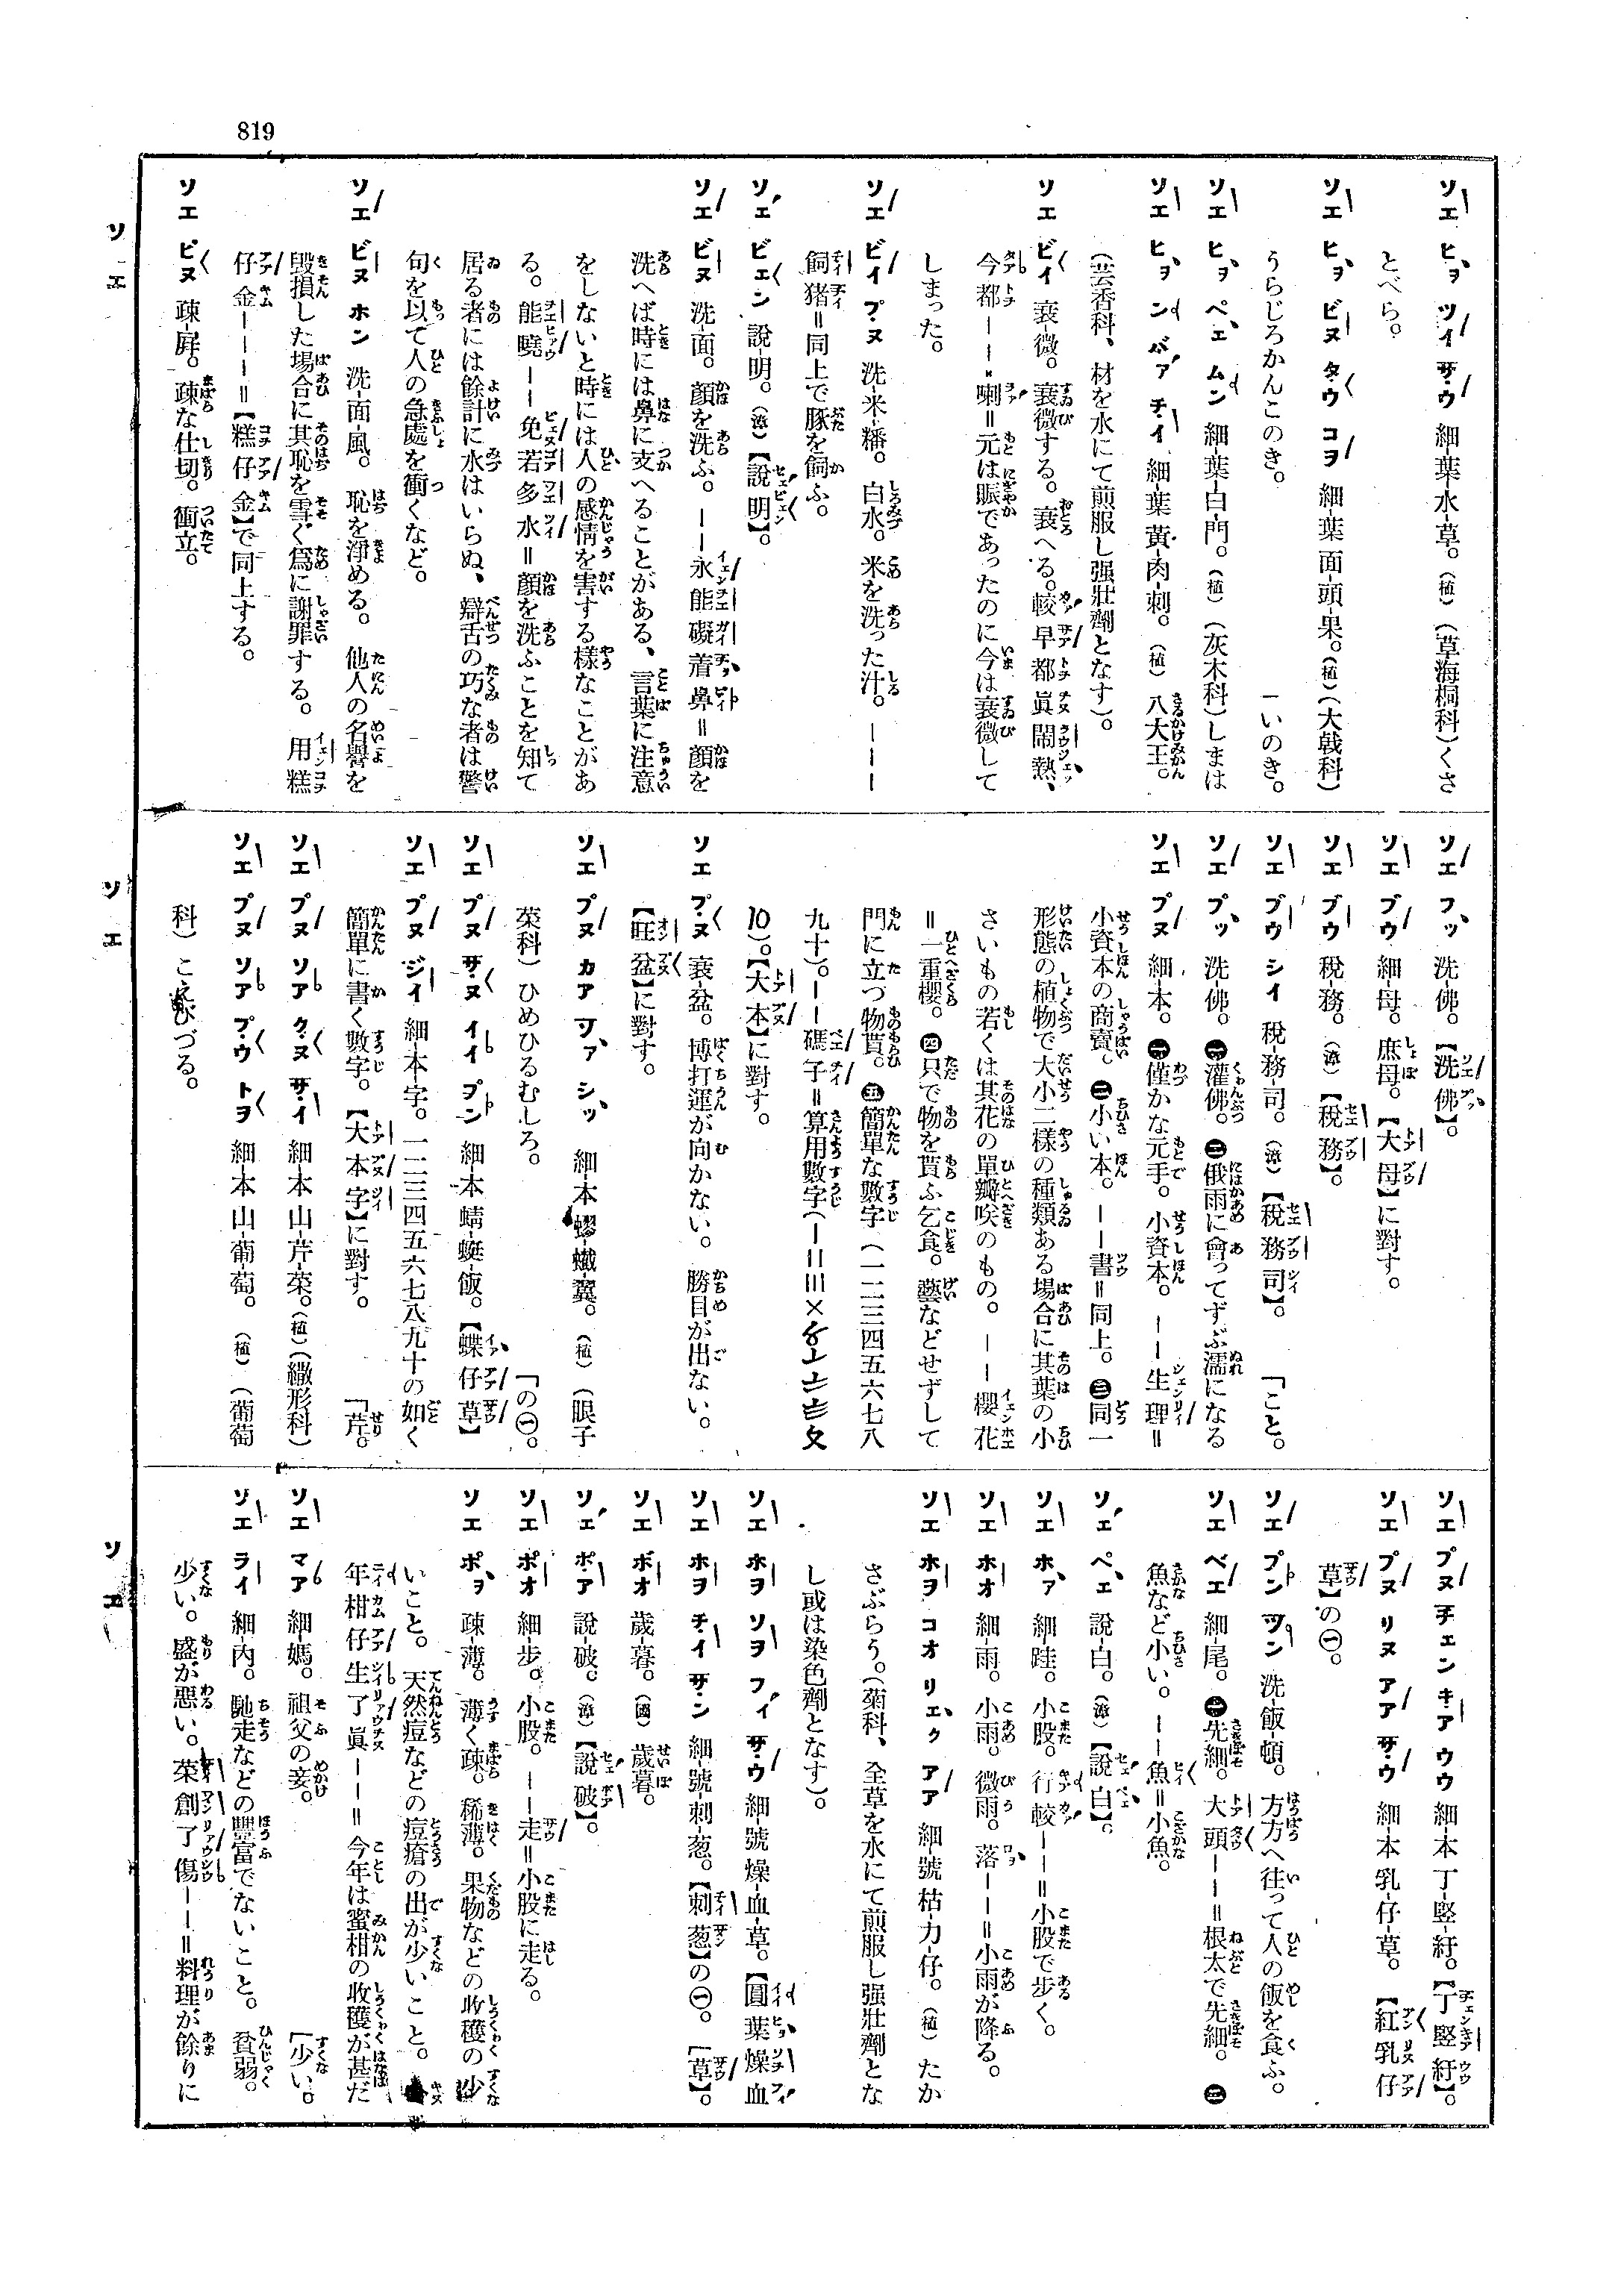 819
ソエ ヒヲ ツイ サウ 細-葉-水-草。（植）（草海桐科）くさ
とべら。
ソエ ヒヲ ビヌ タウ コヲ 細-葉 面-頭-果。（植）（大戟科）
うらじろかんこのき。 ─いのき。
ソエ ヒヲ ペエ ムン 細-葉-白-門。（植）（灰木科）しまは
ソエ ヒヲ ンバア チイ 細-葉 黄-肉-刺。（植）八大王。
（芸香科、材を水にて煎服し强壯劑となす）。
ソエ ビイ 衰-微。衰微する。衰へる。較早都眞閙熱、
今都──喇＝元は賑であったのに今は衰微して
しまった。
ソエ ビイ プヌ 洗-米-糒。白水。米を洗った汁。───
飼猪＝同上で豚を飼ふ。
ソエ ビエン 說-明。（漳）【說明】。
ソエ ビヌ 洗-面。顏を洗ふ。──永能礙着鼻＝顏を
洗へば時には鼻に支へることがある、言葉に注意
をしないと時には人の感情を害する樣なことがあ
る。能曉──免若多水＝顏を洗ふことを知て
居る者には餘計に水はいらぬ、辯舌の巧な者は警
句を以て人の急處を衝くなど。
ソエ ビヌ ホン 洗-面-風。恥を淨める。他人の名譽を
毀損した場合に其恥を雪ぐ爲に謝罪する。用糕
仔金───＝【糕仔金】で同上する。
ソエ ピヌ 疎-屛。疎な仕切。衝立。
ソエ フッ 洗-佛。【洗佛】。
ソエ ブウ 細-母。庶母。【大母】に對す。
ソエ ブウ 稅-務。（漳）【稅務】。
ソエ ブウ シイ 稅-務-司。（漳）【稅務司】。 「こと。
ソエ プッ 洗-佛。㊀灌佛。㊁俄雨に會ってずぶ濡になる
ソエ プヌ 細-本。㊀僅かな元手。小資本。──生理＝
小資本の商賣。㊁小い本。──書＝同上。㊂同一
形態の植物で大小二樣の種類ある場合に其葉の小
さいもの若くは其花の單瓣咲のもの。──櫻花
＝一重櫻。㊃只で物を貰ふ乞食。藝などせずして
門に立つ物貰。㊄簡單な數字（一二三四五六七八
九十）。──碼子＝算用數字（〡〢〣〤〥〦〧〨〩
10）。【大本】に對す。
ソエ プヌ 衰-盆。博打運が向かない。勝目が出ない。
【旺盆】に對す。
ソエ プヌ カア ツア シッ 細-本 蟉-蠘-翼。（植）（眼子
菜科）ひめひるむしろ。 「の㊀。
ソエ プヌ サヌ イイ プン 細-本 蜻-蜓-飯。【蝶仔草】
ソエ プヌ ジイ 細-本-字。一二三四五六七八九十の如く
簡單に書く數字。【大本字】に對す。 「芹。
ソエ プヌ ソア クヌ サイ 細-本 山-芹-菜。（植）（繖形科）
ソエ プヌ ソア プウ トヲ 細-本 山-葡-萄。（植）（葡萄
科）こえびづる。
ソエ プヌ チェン キア ウウ 細-本 丁-竪-紆。【丁竪紆】。
ソエ プヌ リヌ アア サウ 細-本 乳-仔-草。【紅乳仔
草】の㊀。
ソエ プン ツン 洗-飯-頓。方方へ往って人の飯を食ふ。
ソエ ベエ 細-尾。㊀先細。大頭──＝根太で先細。㊁
魚など小い。──魚＝小魚。
ソエ ペエ 說-白。（漳）【說白】。
ソエ ホア 細-跬。小股。行較──＝小股で步く。
ソエ ホオ 細-雨。小雨。微雨。落──＝小雨が降る。
ソエ ホヲ コオ リエク アア 細-號 枯-力-仔。（植）たか
さぶらう。（菊科、全草を水にて煎服し强壯劑とな
し或は染色劑となす）。
ソエ ホヲ ソヲ フィ サウ 細-號 燥-血-草。【圓葉燥血
ソエ ホヲ チイ サン 細-號-刺-葱。【刺葱】の㊀。 「草】。
ソエ ボオ 歲-暮。（國）歲暮。
ソエ ポア 說-破。（漳）【說破】。
ソエ ポオ 細-步。小股。──走＝小股に走る。
ソエ ポヲ 疎-薄。薄く疎。稀薄。果物などの收穫の少
いこと。天然痘などの痘瘡の出が少いこと。今
年柑仔生了眞──＝今年は蜜柑の收穫が甚だ
ソエ マア 細-媽。祖父の妾。 「少い。
ソエ ライ 細-內。馳走などの豐富でないこと。貧弱。
少い。盛が惡い。菜創了傷──＝料理が餘りに
ソエ
ソエ
ソエ